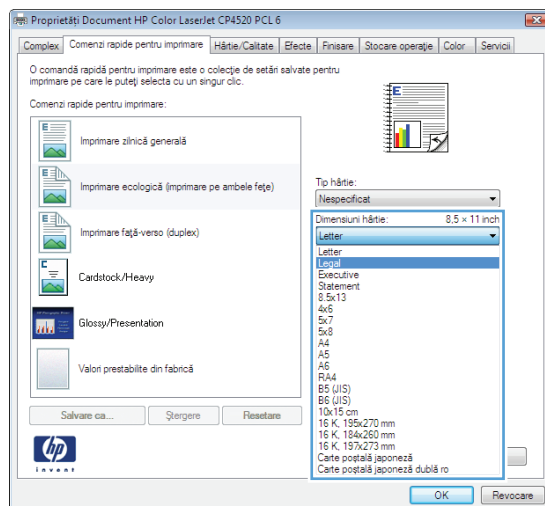 Proprietăți Document HP Color LaserJet CP4520 PCL 6
Complex
Comenzi rapide pentru imprimare
Hârtie/Calitate
Efecte
Finisare
Stocare operație
Color
Servicii
O comandă rapidă pentru imprimare este o colecție de setări salvate pentru
imprimare pe care le puteți selecta cu un singur clic.
Comenzi rapide pentru imprimare:
Imprimare zilnică generală
Imprimare ecologică (imprimare pe ambele fețe)
Imprimare față-verso (duplex)
Cardstock/Heavy
Glossy/Presentation
Valori prestabilite din fabrică
Salvare ca...
Ștergere
Resetare
hp
invent
Tip hârtie:
Nespecificat
Dimensiuni hârtie: 8,5 × 11 inch
Letter
Letter
Legal
Executive
Statement
8.5x13
4x6
5x7
5x8
A4
A5
A6
RA4
B5 (JIS)
B6 (JIS)
10x15 cm
16 K, 195x270 mm
16 K, 184x260 mm
16 K, 197x273 mm
Carte poștală japoneză
Carte poștală japoneză dublă ro
OK
Revocare